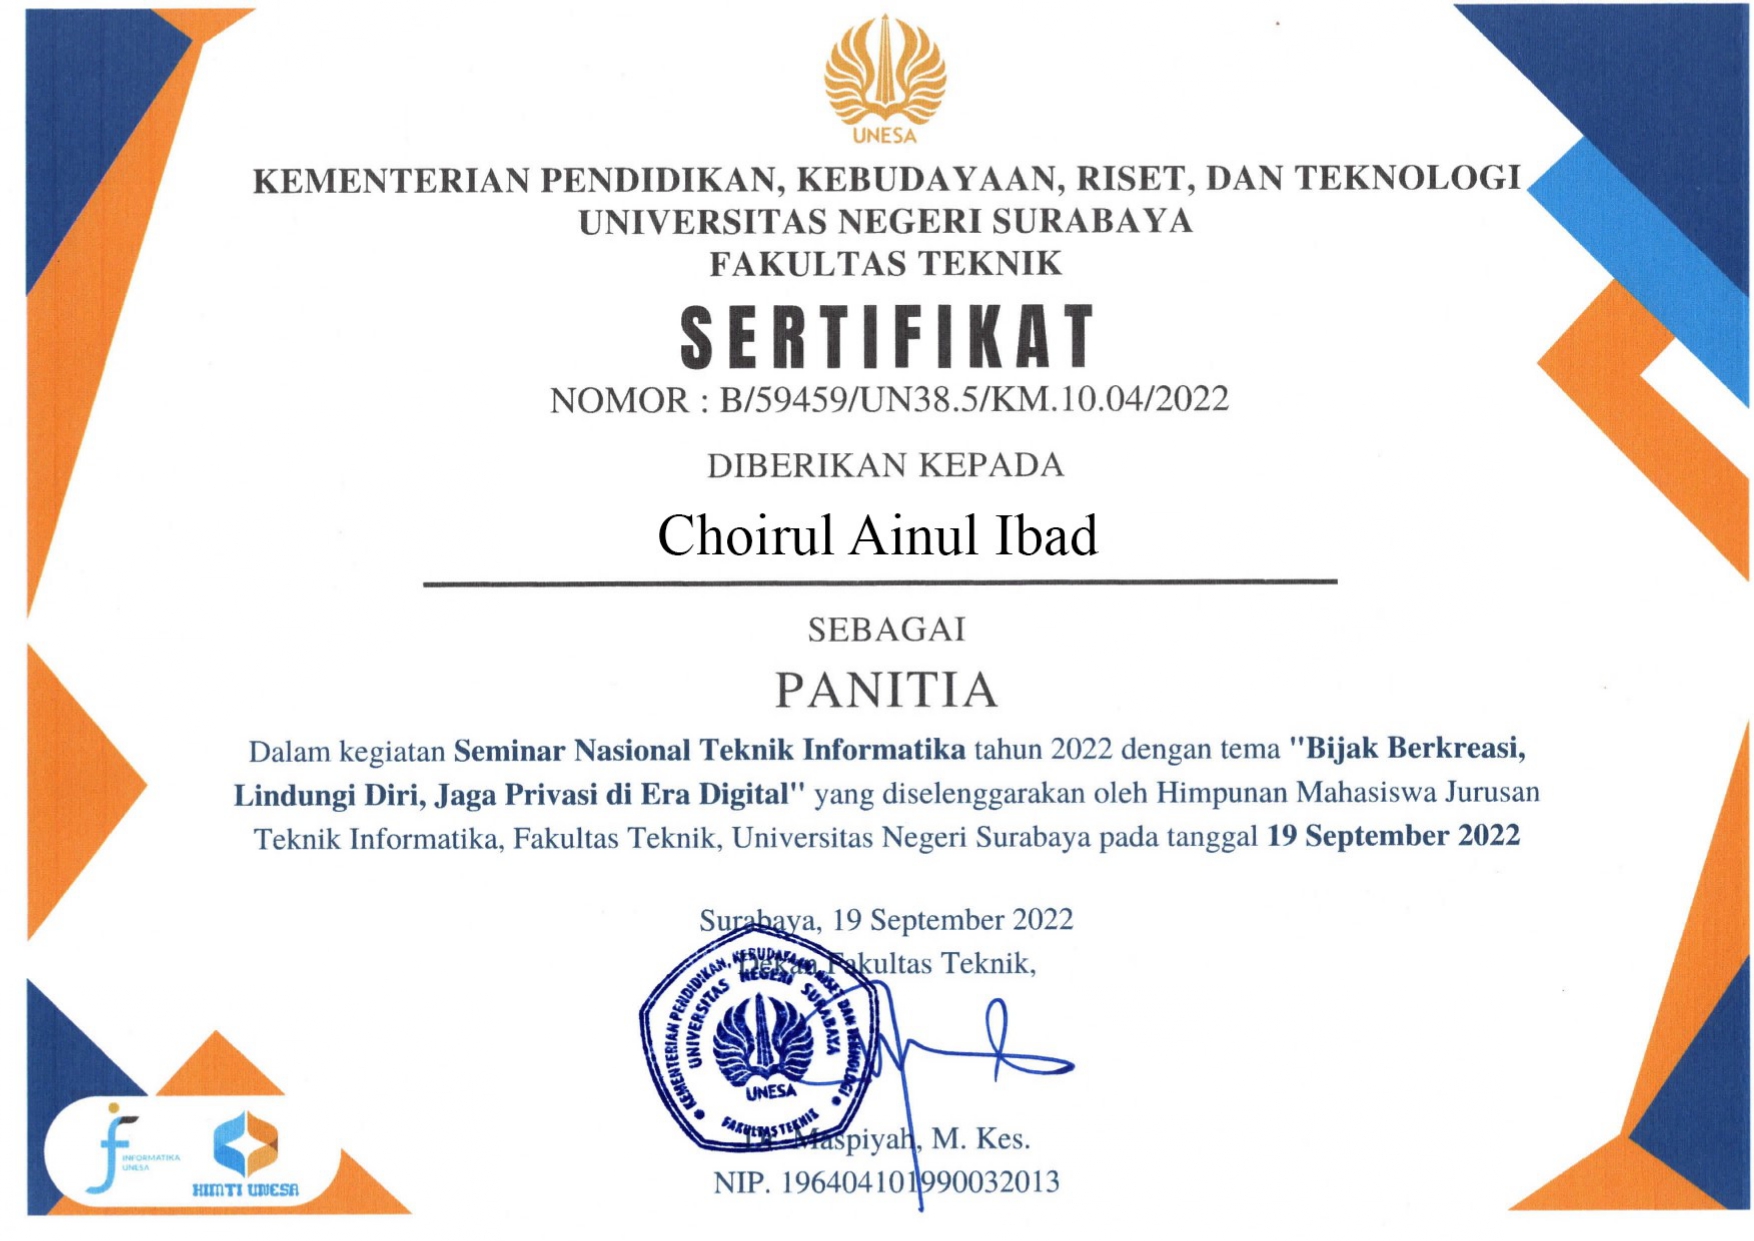 UNESA
KEMENTERIAN PENDIDIKAN, KEBUDAYAAN, RISET, DAN TEKNOLOGI
UNIVERSITAS NEGERI SURABAYA
FAKULTAS TEKNIK
SERTIFIKAT
NOMOR : B/59459/UN38.5/KM.10.04/2022
DIBERIKAN KEPADA
Choirul Ainul Ibad
SEBAGAI
PANITIA
Dalam kegiatan Seminar Nasional Teknik Informatika tahun 2022 dengan tema "Bijak Berkreasi,
Lindungi Diri, Jaga Privasi di Era Digital" yang diselenggarakan oleh Himpunan Mahasiswa Jurusan
Teknik Informatika, Fakultas Teknik, Universitas Negeri Surabaya pada tanggal 19 September 2022
Surabaya, 19 September 2022
Dekan Fakultas Teknik,
KEMENTERIAN PENDIDIKAN, KEBUDAYAAN, RISET DAN TEKNOLOGI
UNIVERSITAS NEGERI SURABAYA
UNESA
FAKULTAS TEKNIK
Maspiyah, M. Kes.
NIP. 196404101990032013
INFORMATIKA
UNESA
HIMTI UNESA